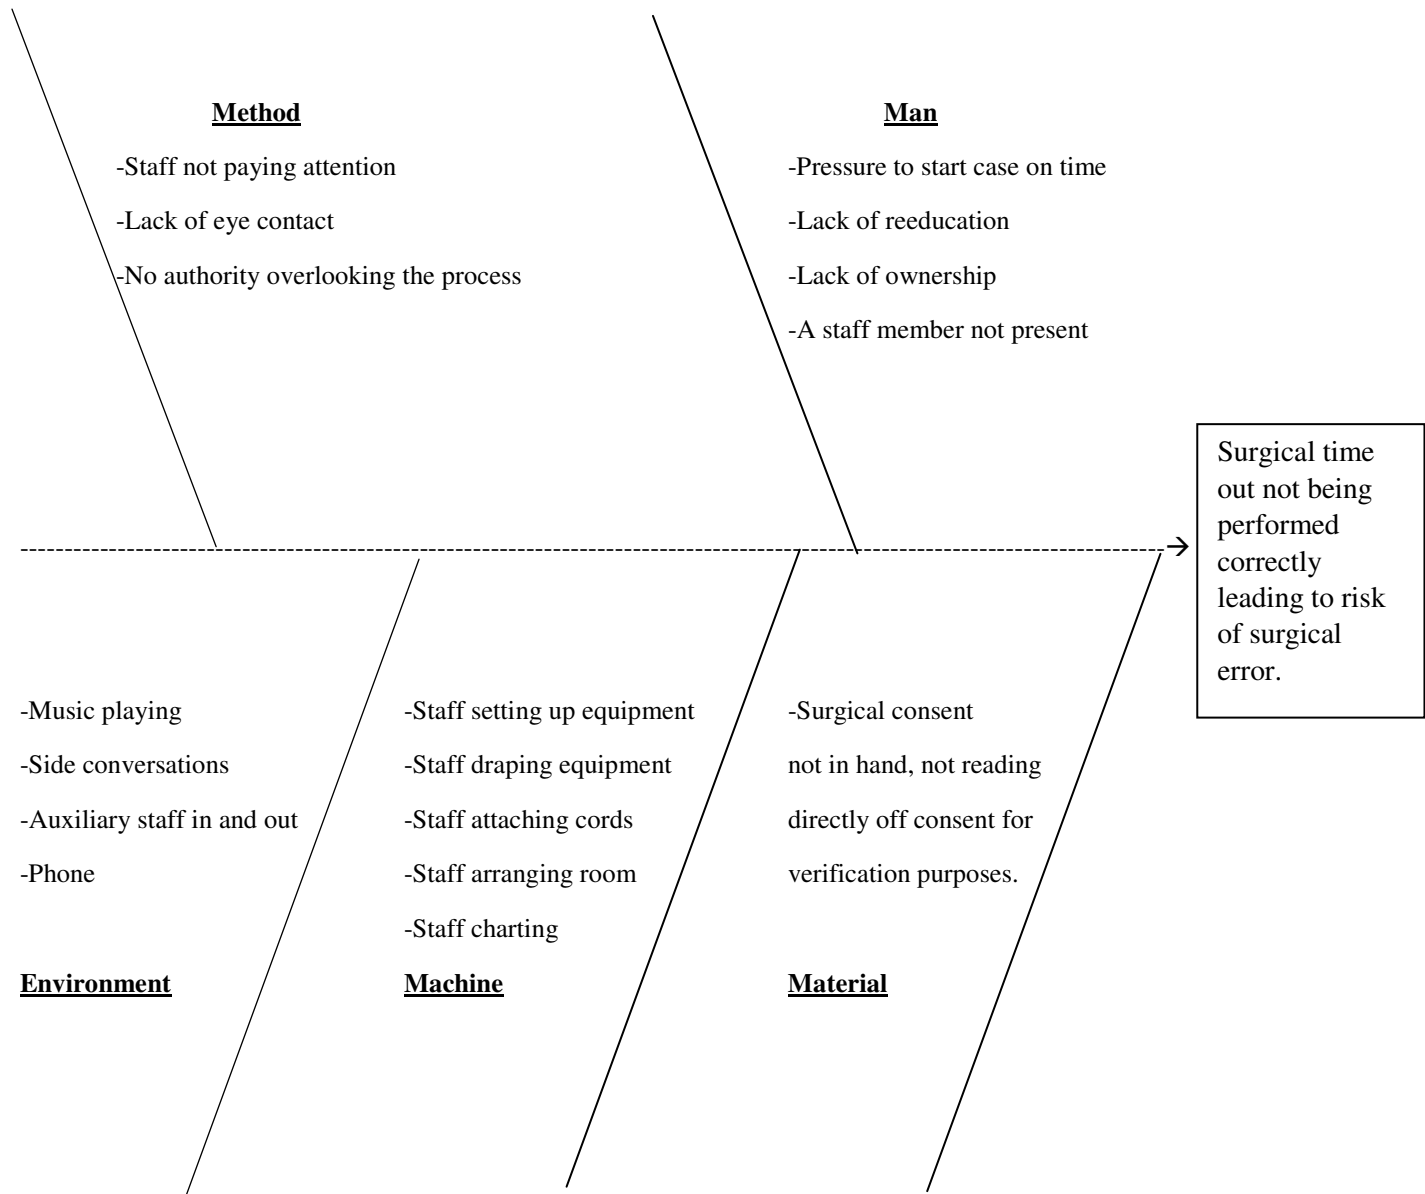 Method
-Staff not paying attention
-Lack of eye contact
-No authority overlooking the process
Man
-Pressure to start case on time
-Lack of reeducation
-Lack of ownership
-A staff member not present
Surgical time
out not being
performed
correctly
leading to risk
of surgical
error.
-Music playing
-Side conversations
-Auxiliary staff in and out
-Phone
Environment
-Staff setting up equipment
-Staff draping equipment
-Staff attaching cords
-Staff arranging room
-Staff charting
Machine
-Surgical consent
not in hand, not reading
directly off consent for
verification purposes.
Material